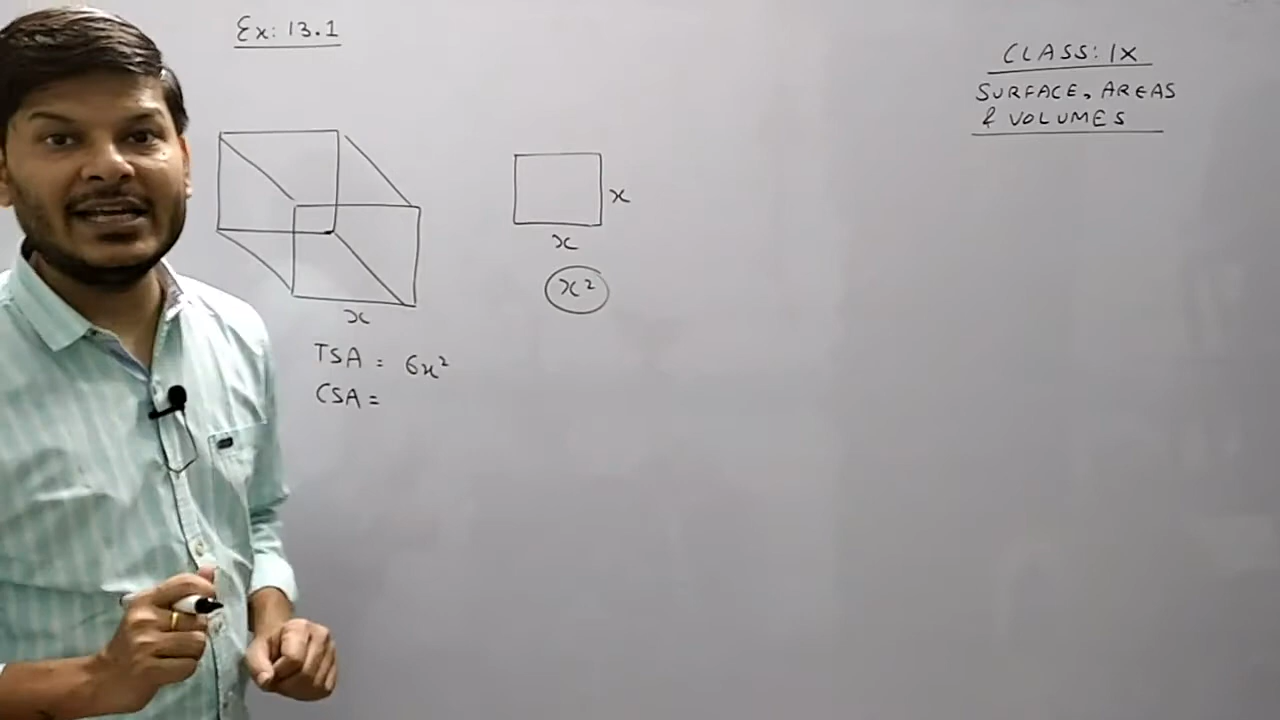 Ex: 13.1
CLASS: IX
SURFACE, AREAS
& VOLUMES
x
x
x²
x
TSA = 6x²
CSA =